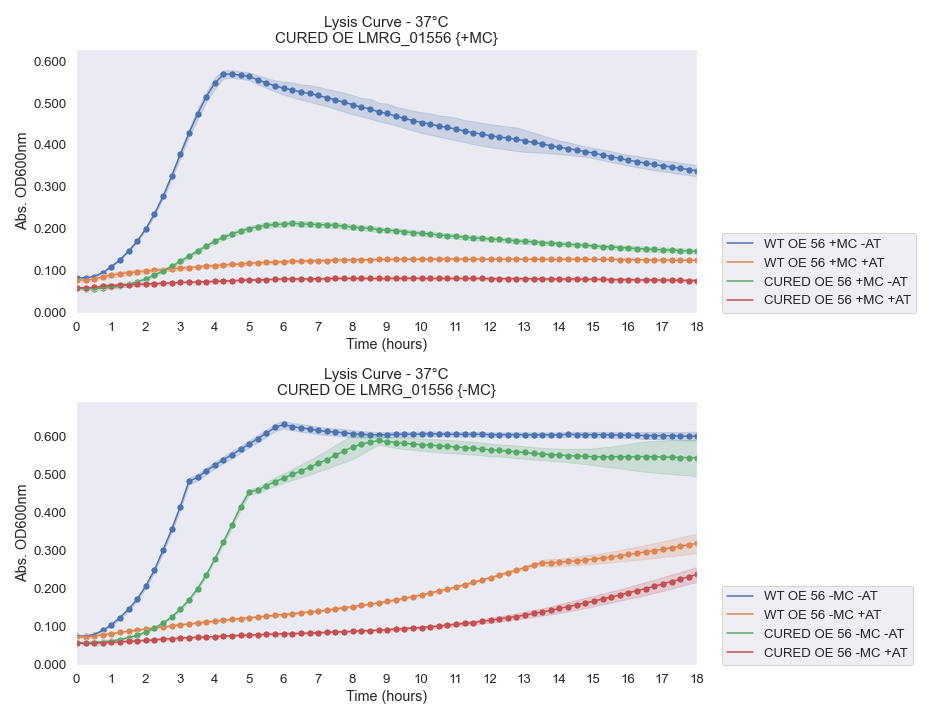 Lysis Curve - 37°C
CURED OE LMRG_01556 {+MC}
Abs. OD600nm
0.600
0.500
0.400
0.300
0.200
0.100
0.000
0 1 2 3 4 5 6 7 8 9 10 11 12 13 14 15 16 17 18
Time (hours)
WT OE 56 +MC -AT
WT OE 56 +MC +AT
CURED OE 56 +MC -AT
CURED OE 56 +MC +AT
Lysis Curve - 37°C
CURED OE LMRG_01556 {-MC}
Abs. OD600nm
0.600
0.500
0.400
0.300
0.200
0.100
0.000
0 1 2 3 4 5 6 7 8 9 10 11 12 13 14 15 16 17 18
Time (hours)
WT OE 56 -MC -AT
WT OE 56 -MC +AT
CURED OE 56 -MC -AT
CURED OE 56 -MC +AT